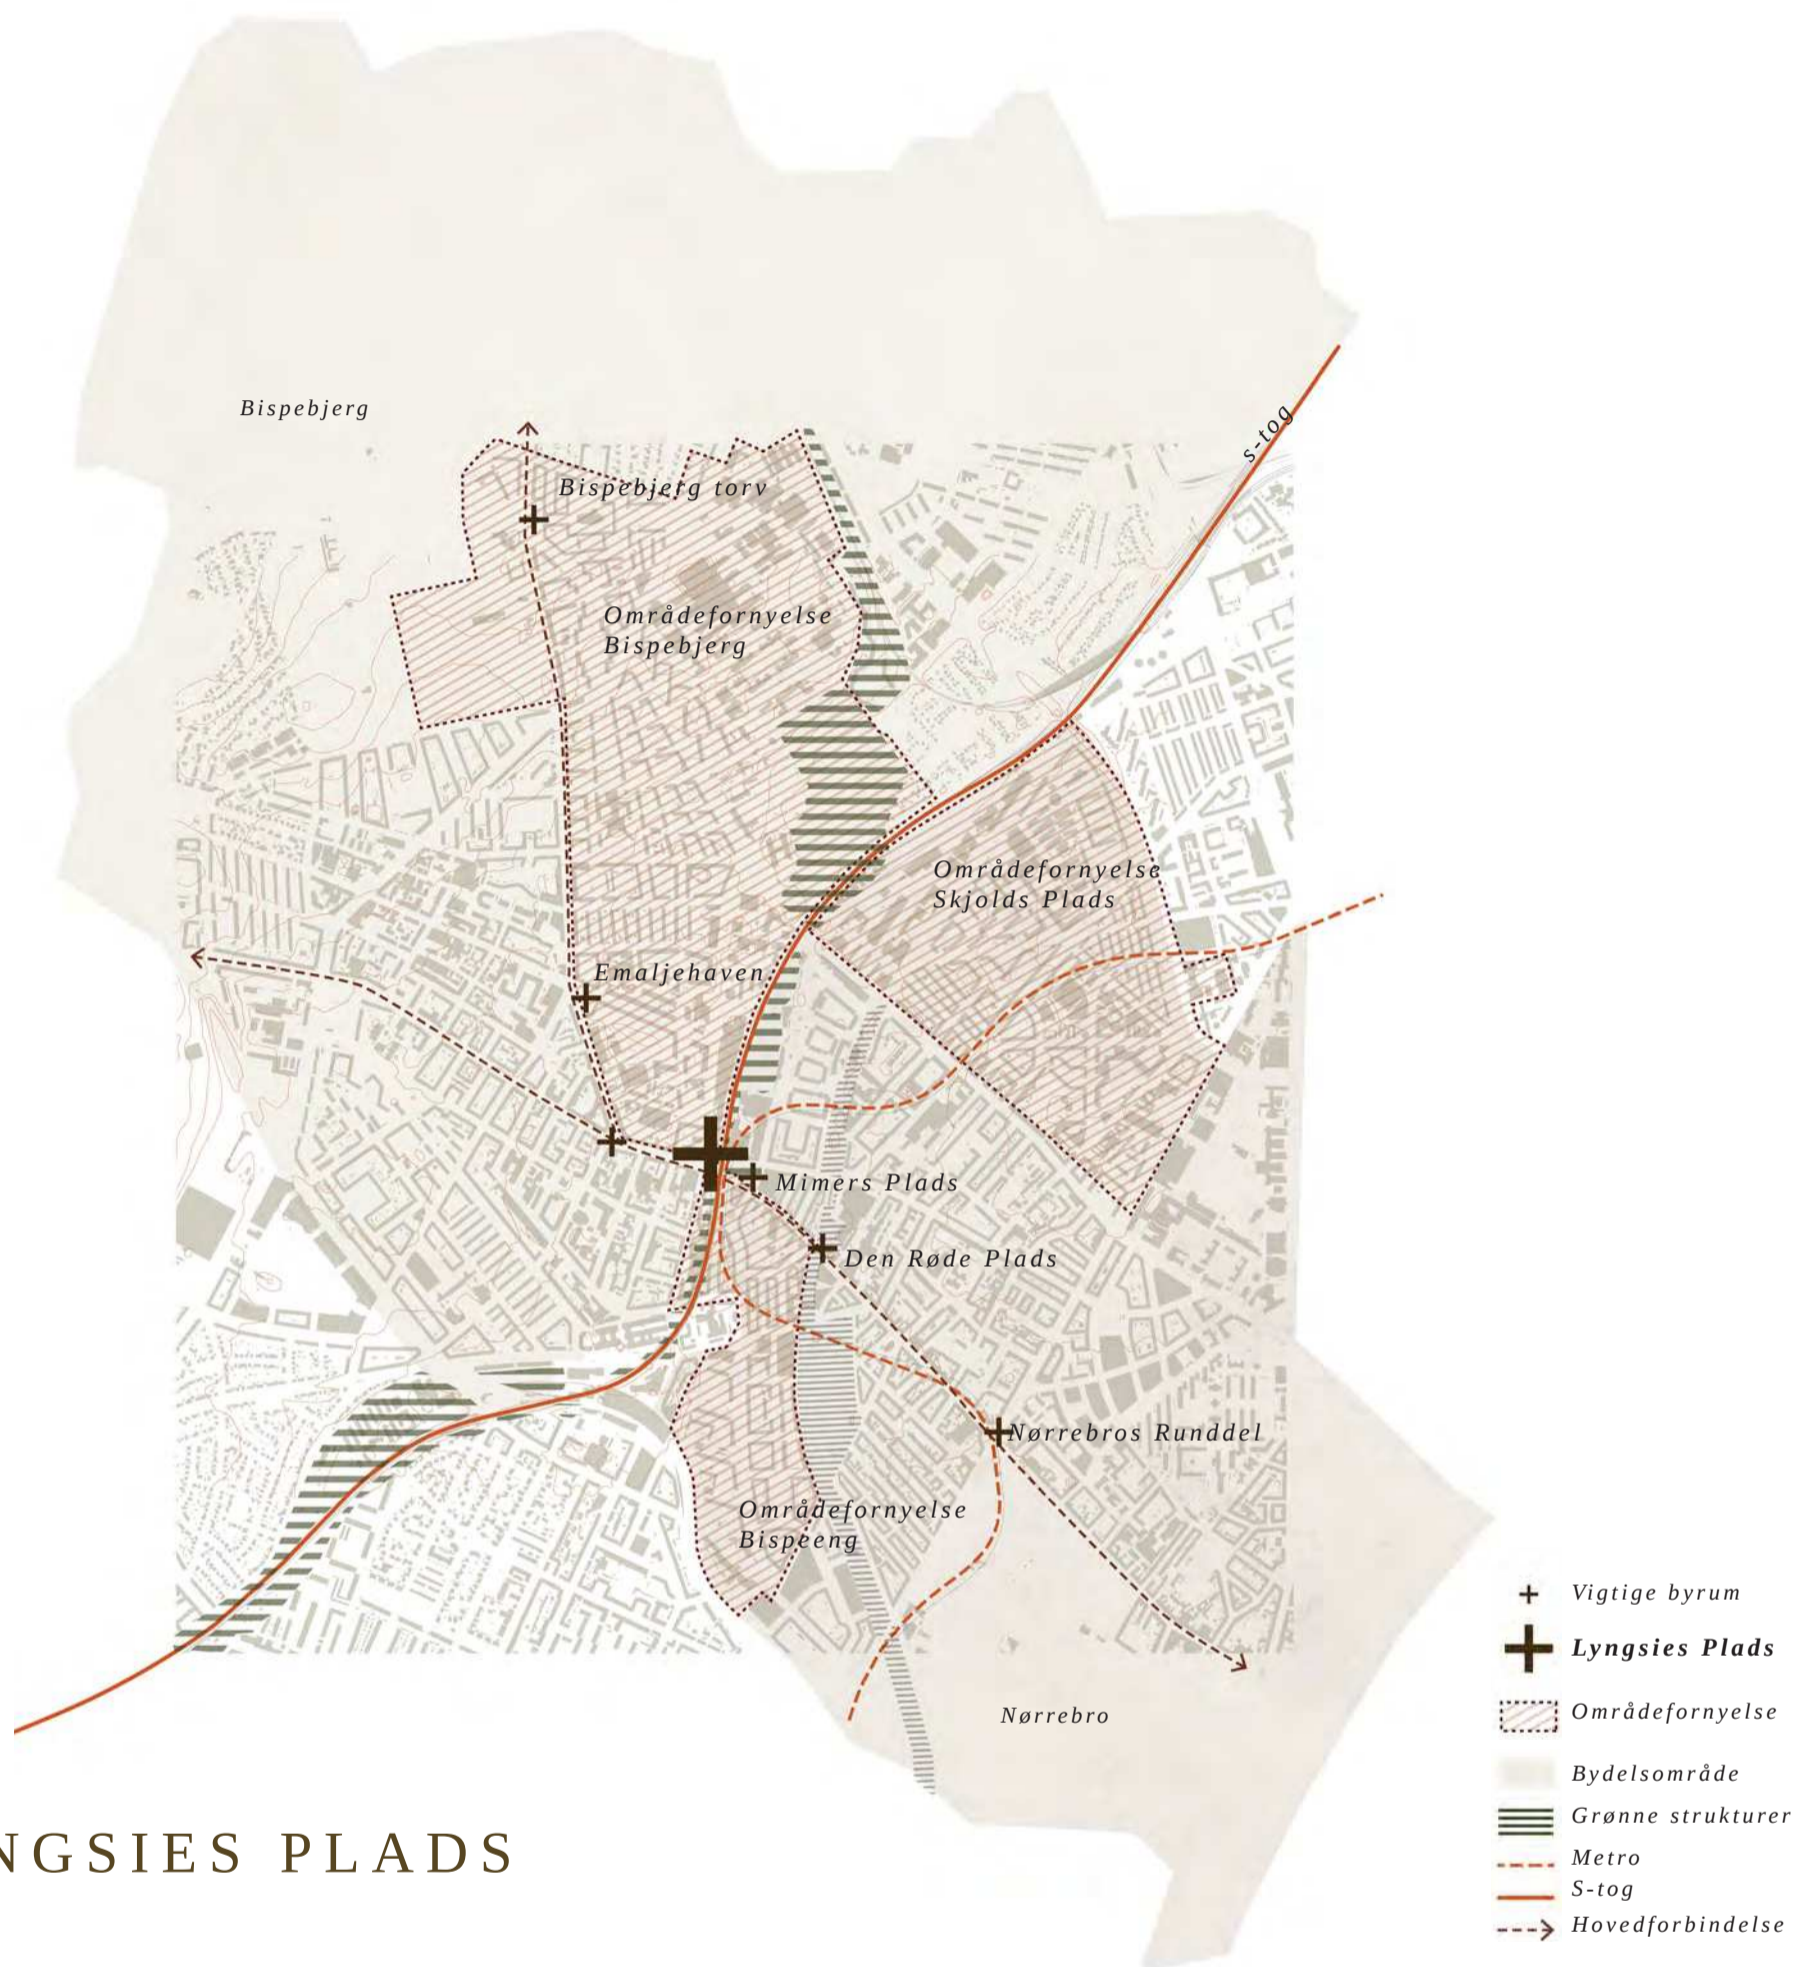 Bispebjerg
s-tog
Bispebjerg torv
Områdefornyelse
Bispebjerg
Områdefornyelse
Skjolds Plads
Emaljehaven
Mimers Plads
Den Røde Plads
Nørrebros Runddel
Områdefornyelse
Bispeeng
Nørrebro
Vigtige byrum
Lyngsies Plads
Områdefornyelse
Bydelsområde
Grønne strukturer
Metro
S-tog
Hovedforbindelse
NGSIES PLADS